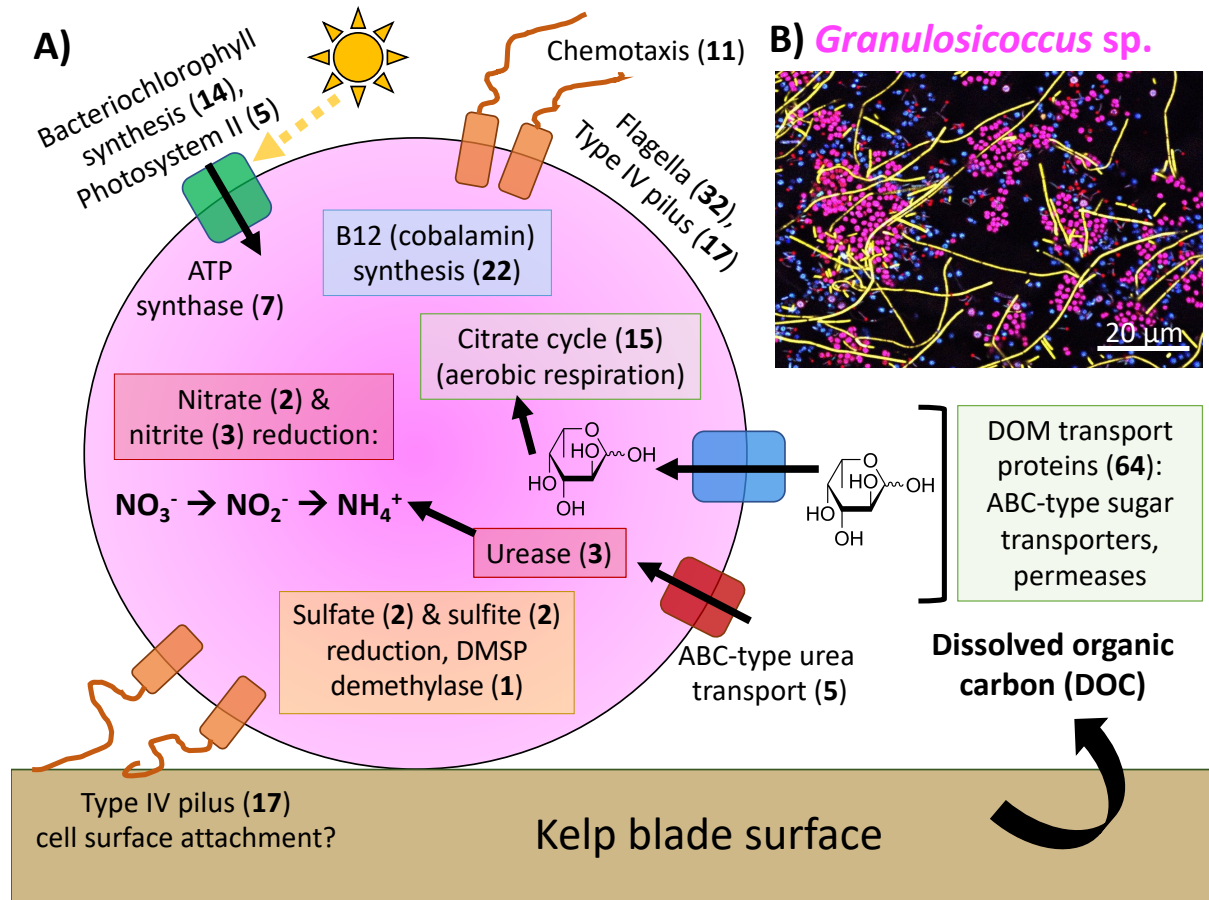 A)
Bacteriochlorophyll
synthesis (14),
Photosystem II (5)
Chemotaxis (11)
Flagella (32),
Type IV pilus (17)
ATP
synthase (7)
B12 (cobalamin)
synthesis (22)
Citrate cycle (15)
(aerobic respiration)
Nitrate (2) &
nitrite (3) reduction:
NO₃⁻ → NO₂⁻ → NH₄⁺
O
HO
OH
HO
OH
Urease (3)
Sulfate (2) & sulfite (2)
reduction, DMSP
demethylase (1)
ABC-type urea
transport (5)
O
HO
OH
HO
OH
DOM transport
proteins (64):
ABC-type sugar
transporters,
permeases
Dissolved organic
carbon (DOC)
Type IV pilus (17)
cell surface attachment?
Kelp blade surface
B) Granulosicoccus sp.
20 µm